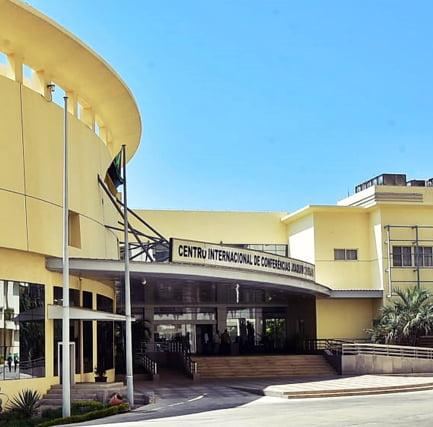 CENTRO INTERNACIONAL DE CONFERÊNCIAS JOAQUIM CHISSANO